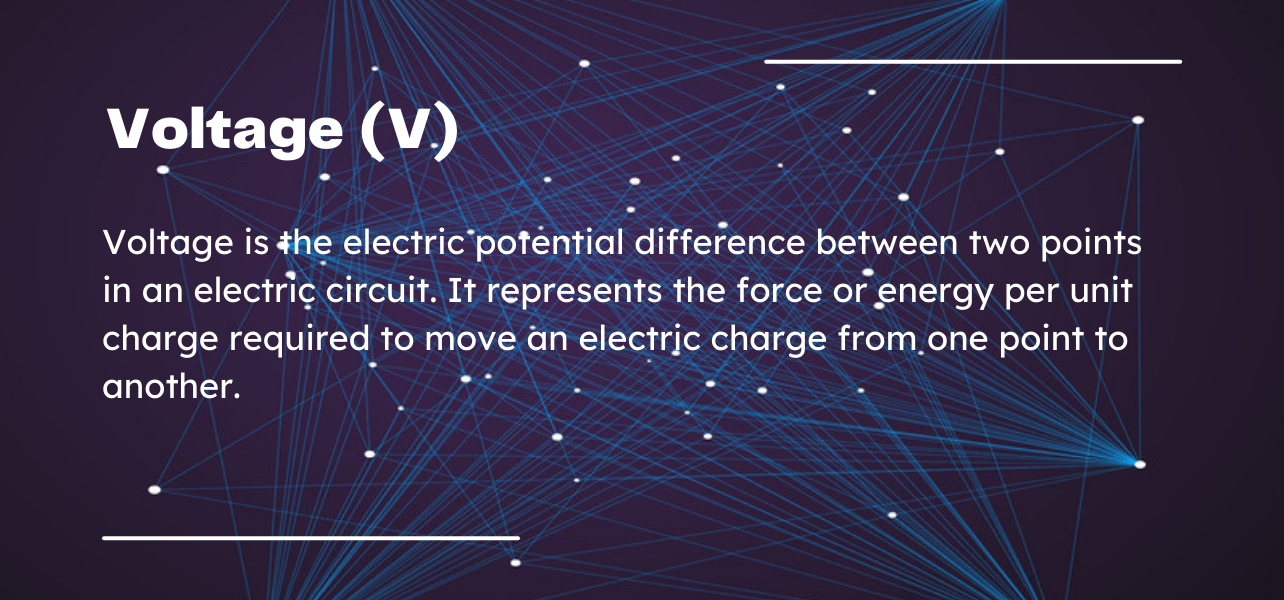 Voltage (V)
Voltage is the electric potential difference between two points
in an electric circuit. It represents the force or energy per unit
charge required to move an electric charge from one point to
another.